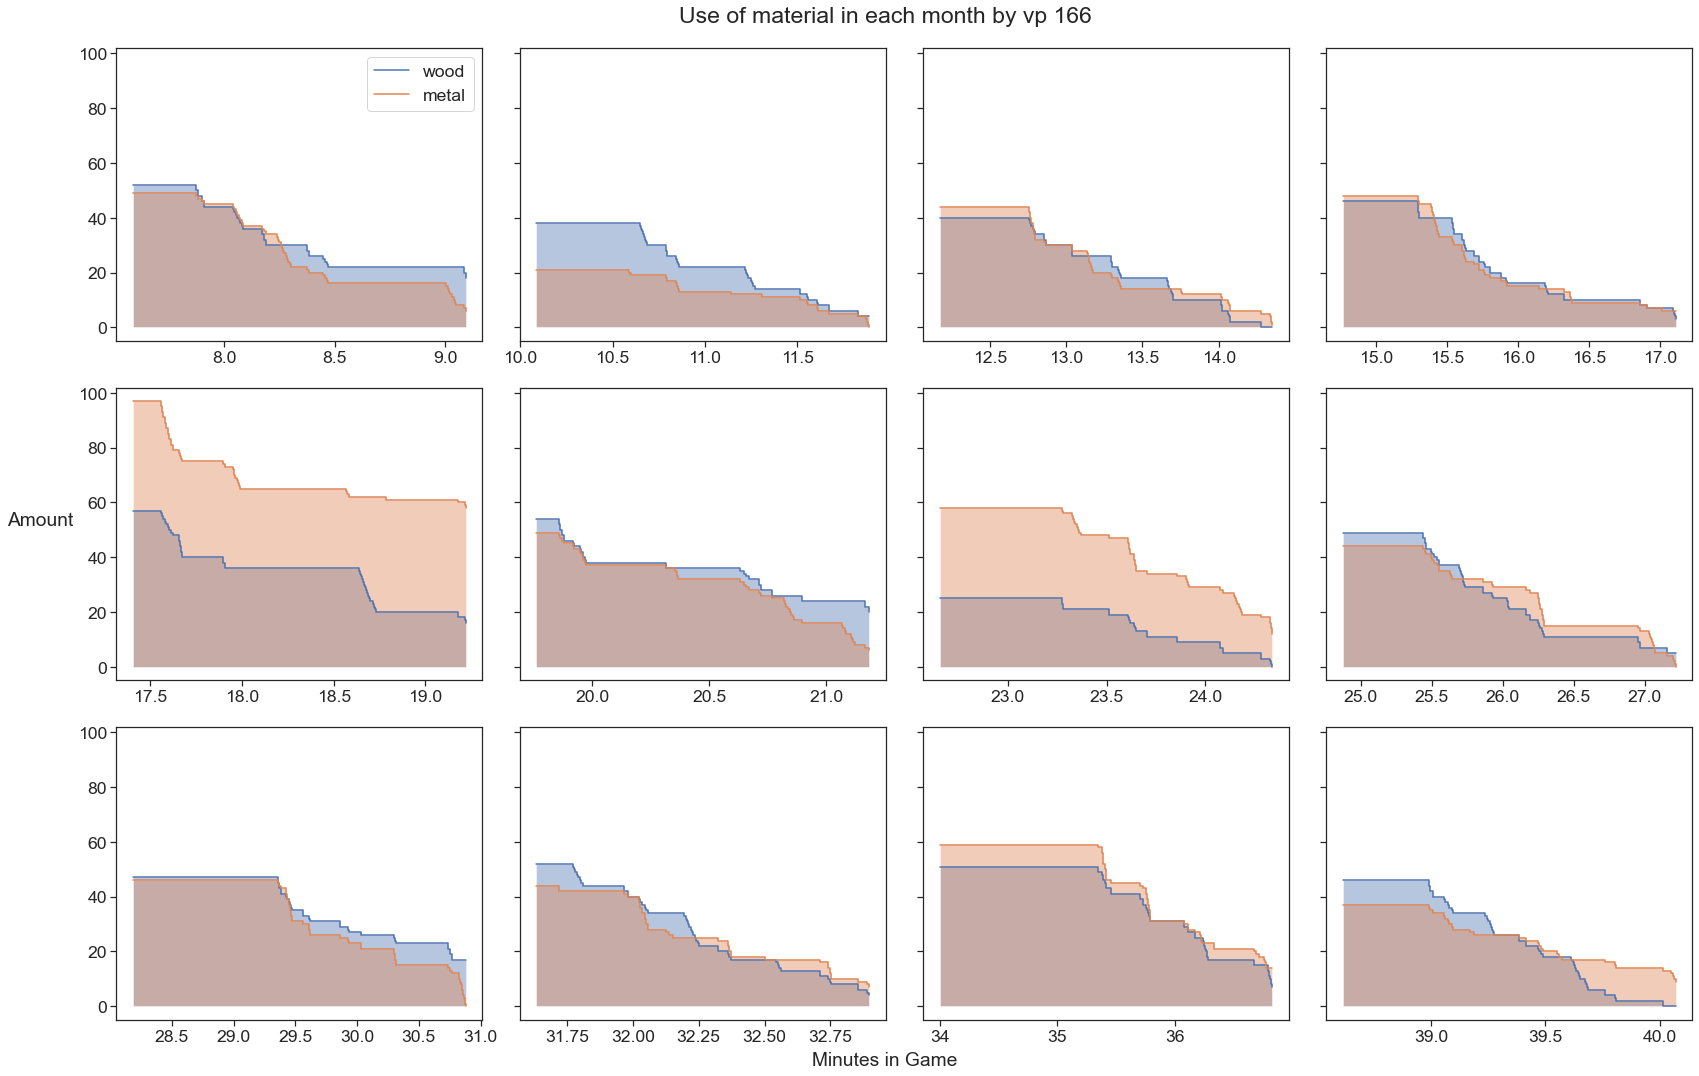 Use of material in each month by vp 166
100
80
60
40
20
0
wood
metal
8.0 8.5 9.0
10.0 10.5 11.0 11.5
12.5 13.0 13.5 14.0
15.0 15.5 16.0 16.5 17.0
Amount
100
80
60
40
20
0
17.5 18.0 18.5 19.0
20.0 20.5 21.0
23.0 23.5 24.0
25.0 25.5 26.0 26.5 27.0
100
80
60
40
20
0
28.5 29.0 29.5 30.0 30.5 31.0
31.75 32.00 32.25 32.50 32.75
34 35 36
39.0 39.5 40.0
Minutes in Game